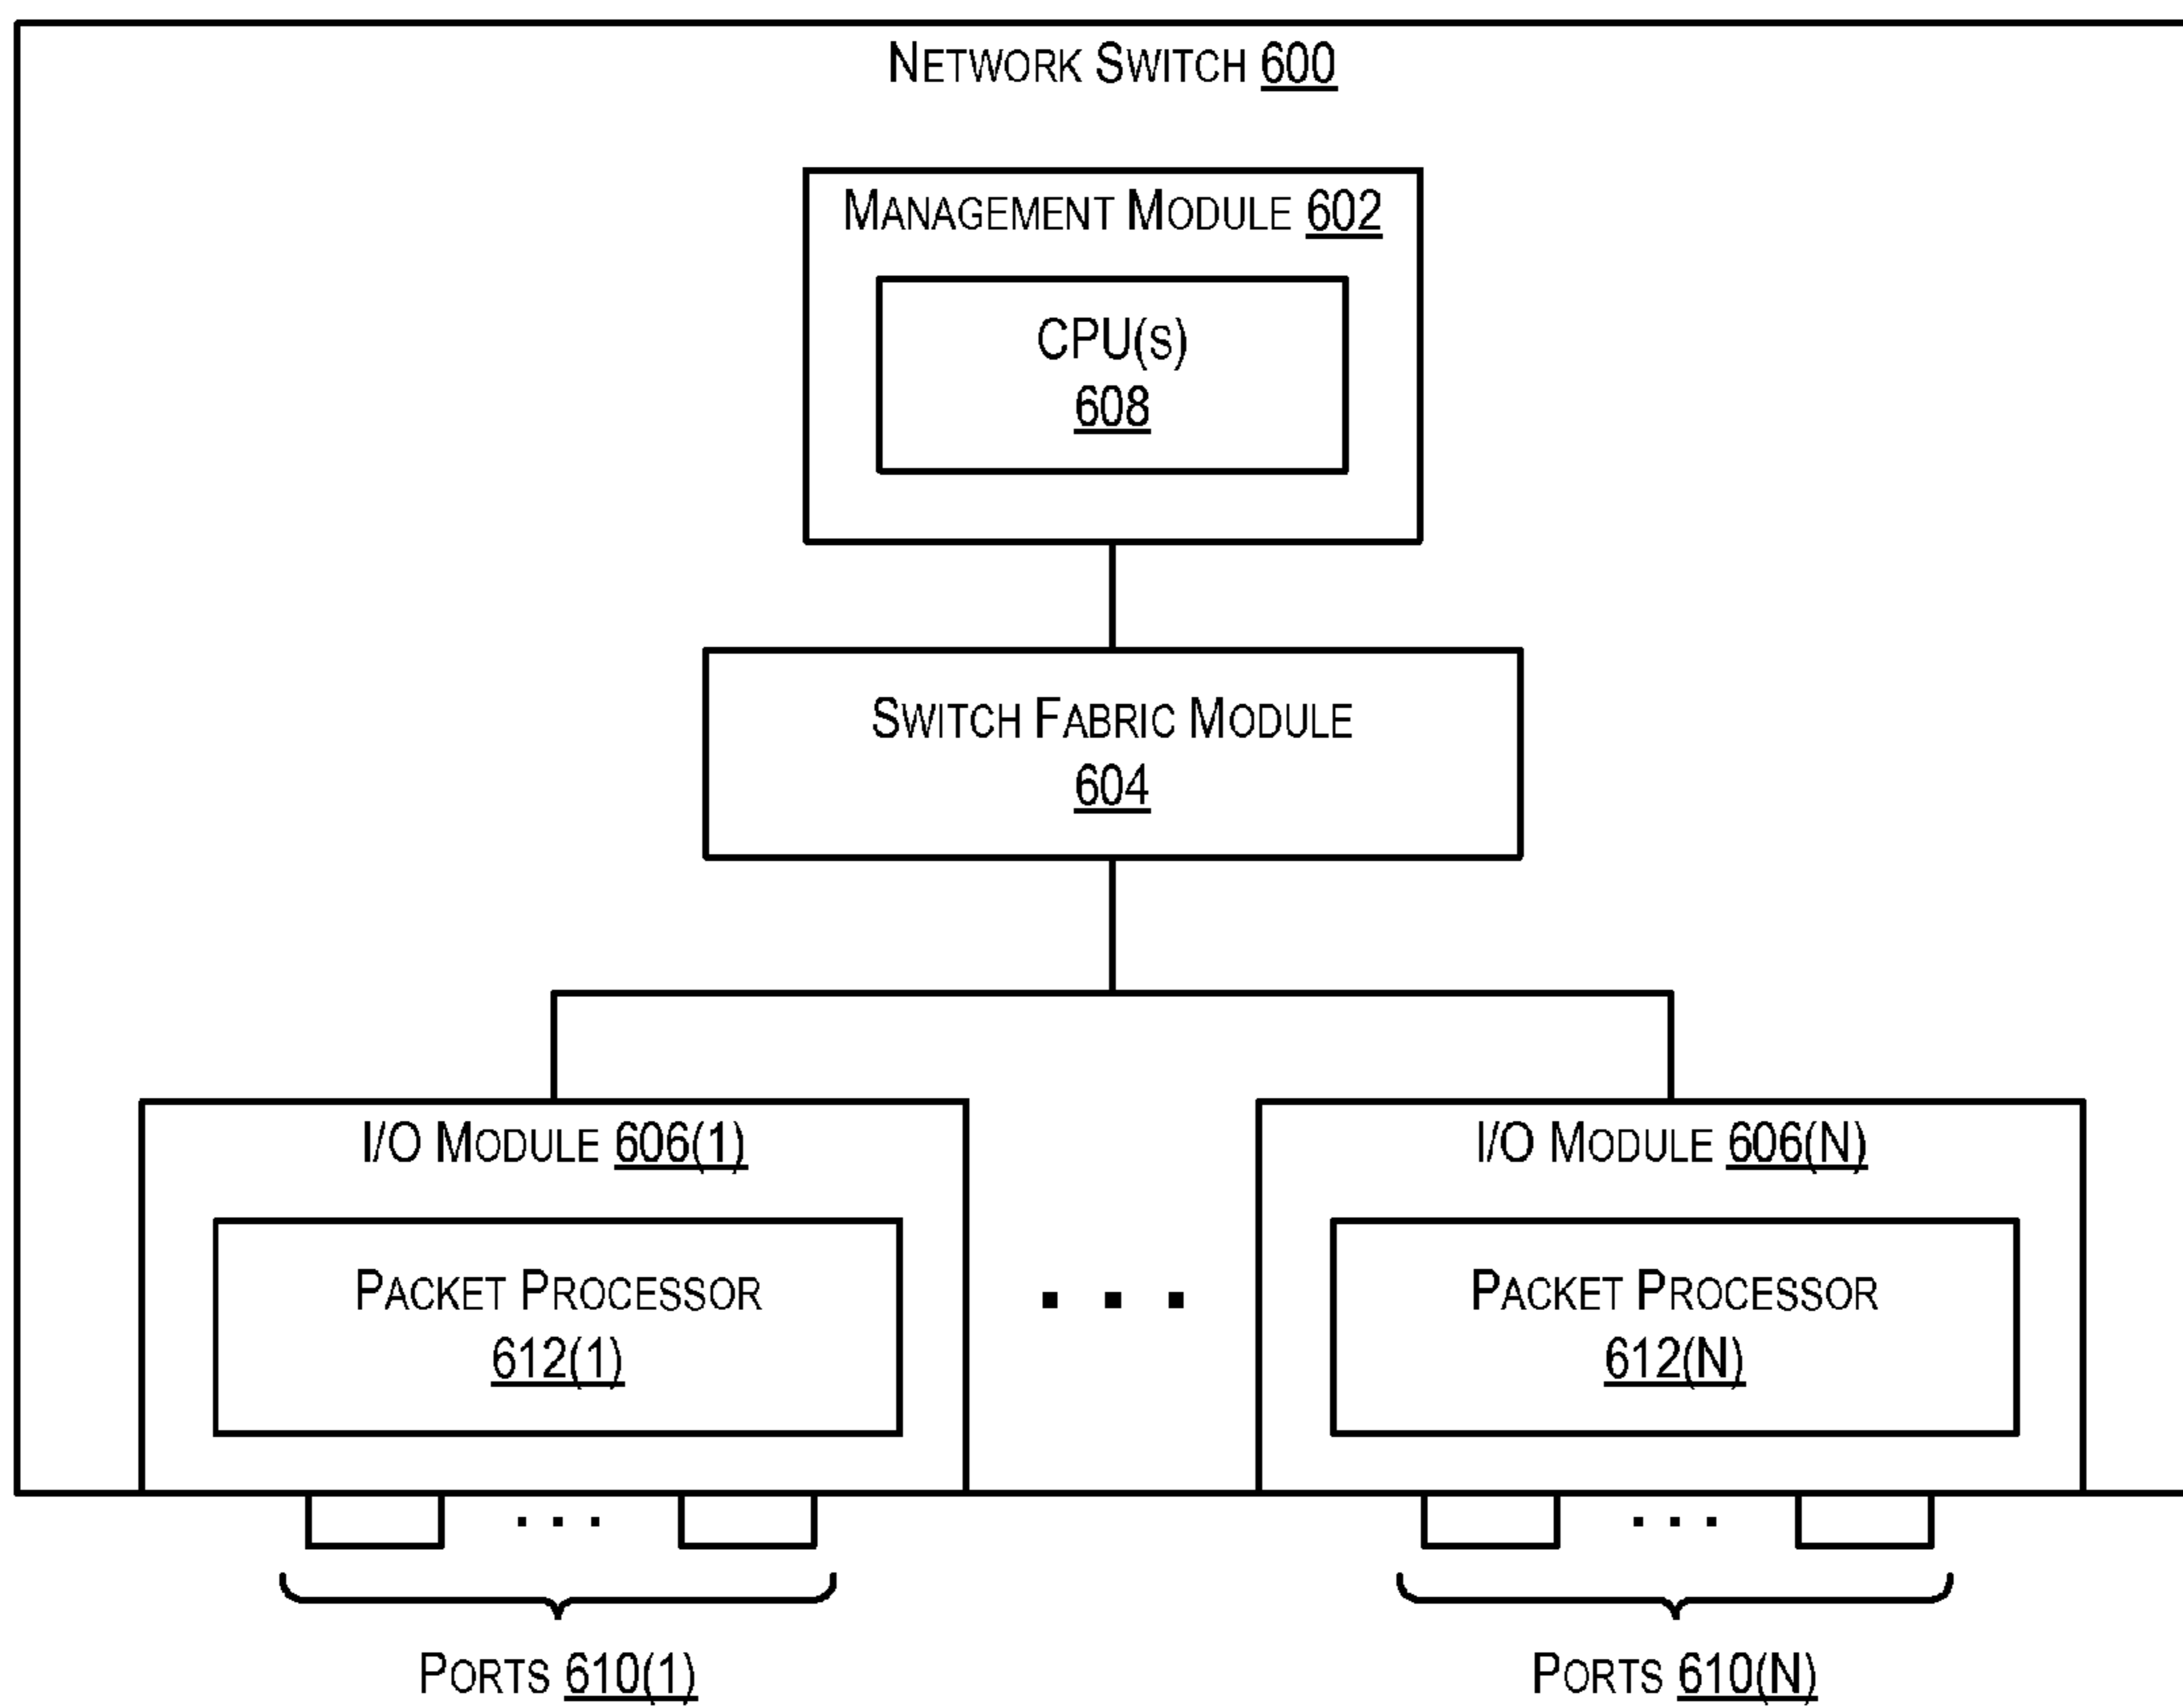 NETWORK SWITCH 600
MANAGEMENT MODULE 602
CPU(S)
608
SWITCH FABRIC MODULE
604
I/O MODULE 606(1)
I/O MODULE 606(N)
PACKET PROCESSOR
612(1)
. . .
PACKET PROCESSOR
612(N)
. . .
. . .
PORTS 610(1)
PORTS 610(N)